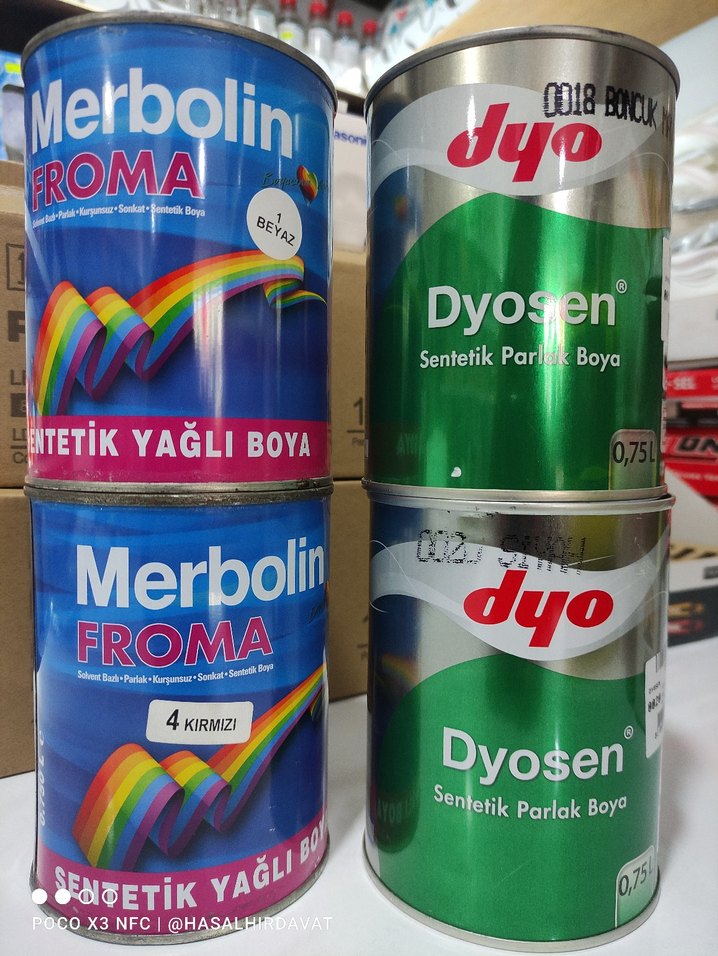 Merbolin
FROMA
Solvent Bazlı • Parlak • Kurşunsuz • Sonkat • Sentetik Boya
1
BEYAZ
SENTETİK YAĞLI BOYA
0018 BONCUK
dyo
Dyosen®
Sentetik Parlak Boya
0,75 L
Merbolin
FROMA
Solvent Bazlı • Parlak • Kurşunsuz • Sonkat • Sentetik Boya
4 KIRMIZI
SENTETİK YAĞLI BOYA
SIYAH
dyo
Dyosen®
Sentetik Parlak Boya
0,75 L
POCO X3 NFC | @HASALHIRDAVAT